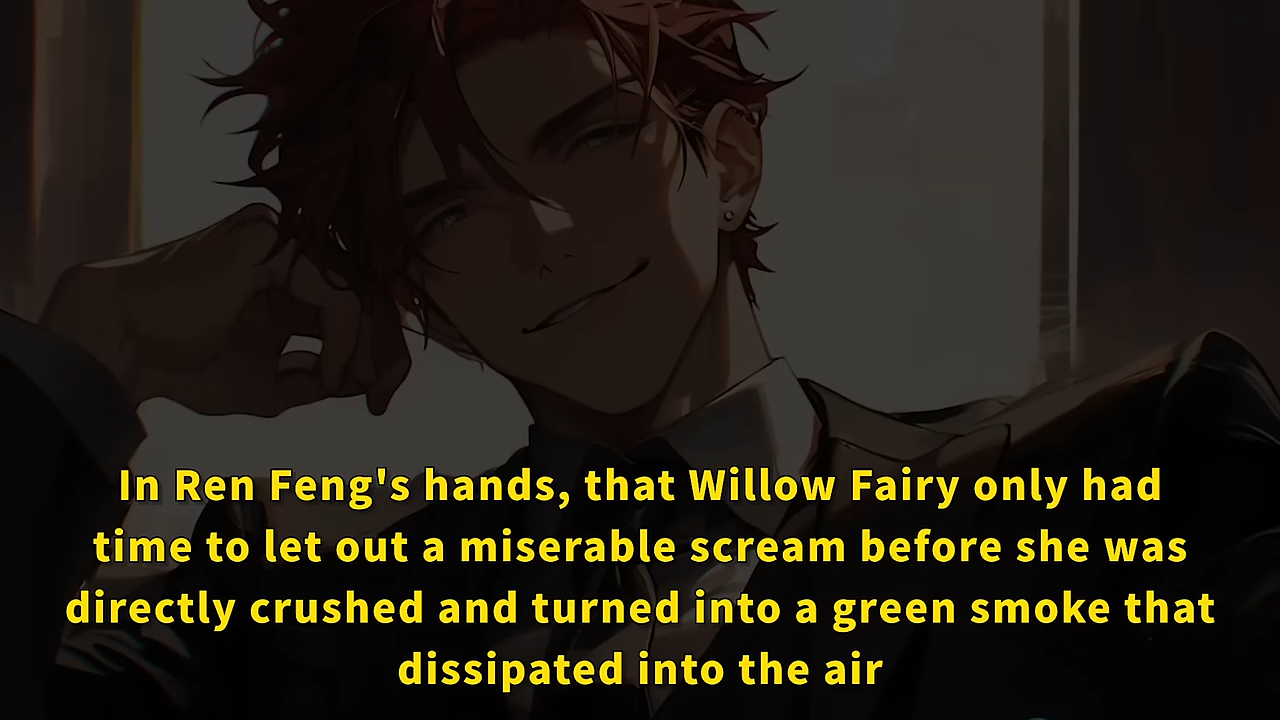 In Ren Feng's hands, that Willow Fairy only had
time to let out a miserable scream before she was
directly crushed and turned into a green smoke that
dissipated into the air